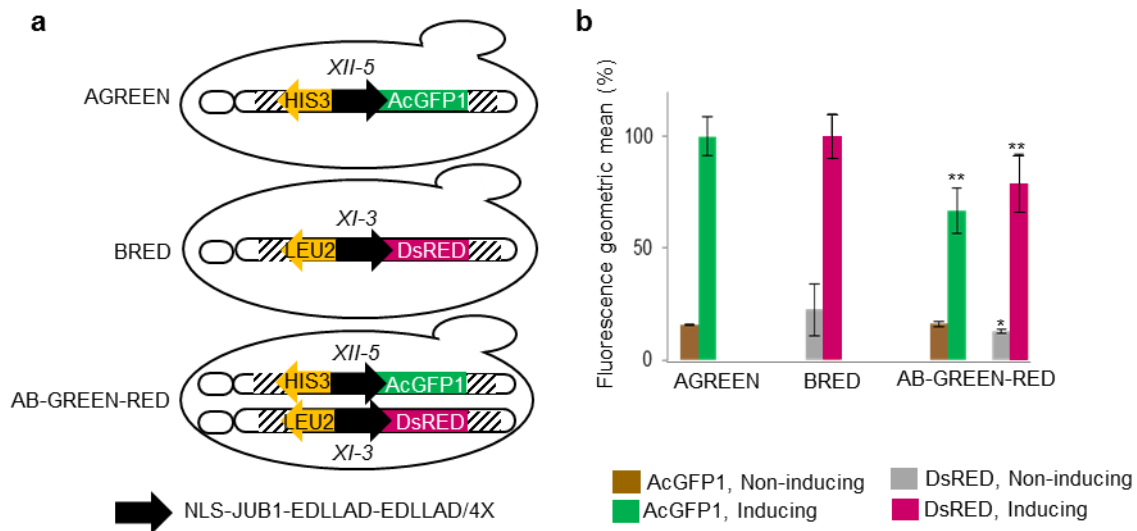 a
XII-5
AGREEN
HIS3
AcGFP1
XI-3
BRED
LEU2
DsRED
XII-5
HIS3
AcGFP1
AB-GREEN-RED
LEU2
DsRED
XI-3
NLS-JUB1-EDLLAD-EDLLAD/4X
b
Fluorescence geometric mean (%)
100
50
0
**
**
*
AGREEN
BRED
AB-GREEN-RED
AcGFP1, Non-inducing
AcGFP1, Inducing
DsRED, Non-inducing
DsRED, Inducing